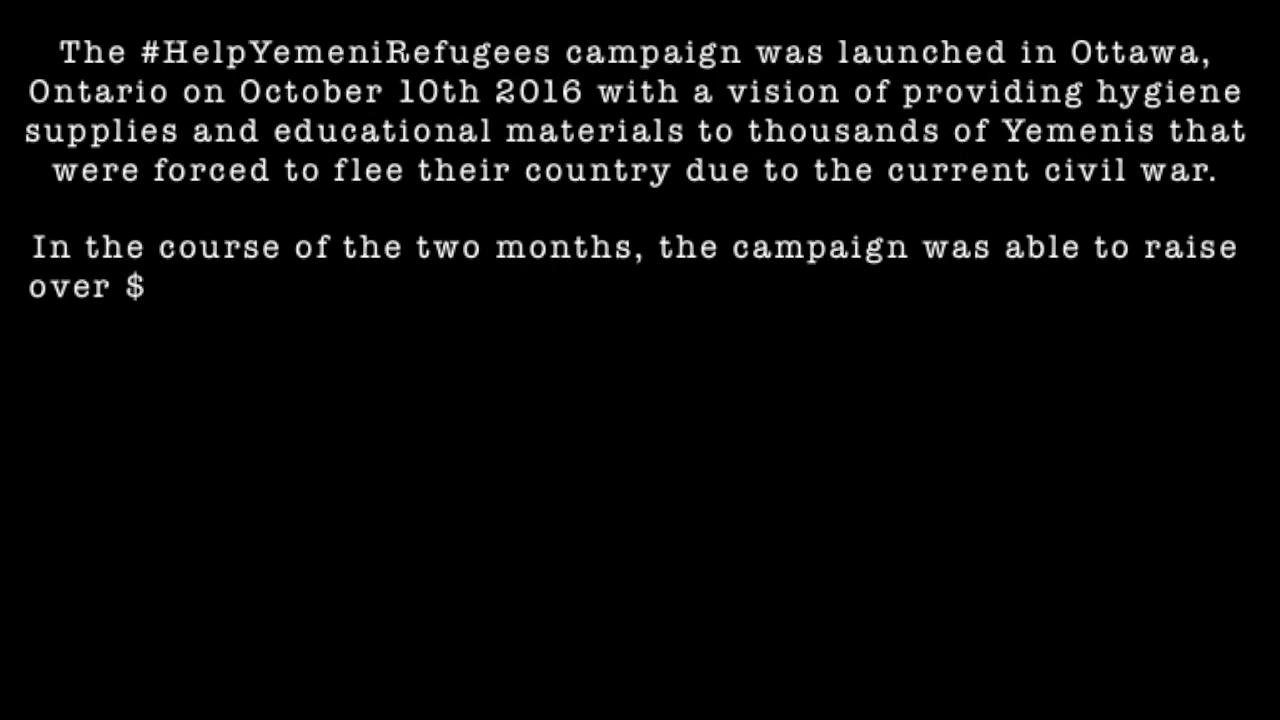 The #HelpYemeniRefugees campaign was launched in Ottawa,
Ontario on October 10th 2016 with a vision of providing hygiene
supplies and educational materials to thousands of Yemenis that
were forced to flee their country due to the current civil war.
In the course of the two months, the campaign was able to raise
over $